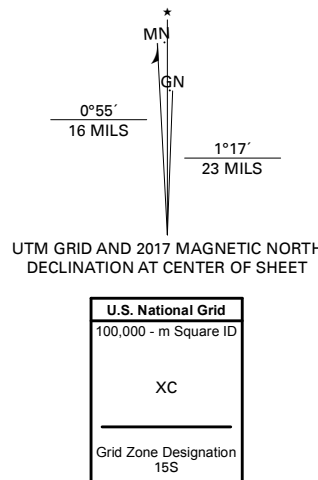 MN
GN
0°55´
16 MILS
1°17´
23 MILS
UTM GRID AND 2017 MAGNETIC NORTH
DECLINATION AT CENTER OF SHEET
U.S. National Grid
100,000 - m Square ID
XC
Grid Zone Designation
15S